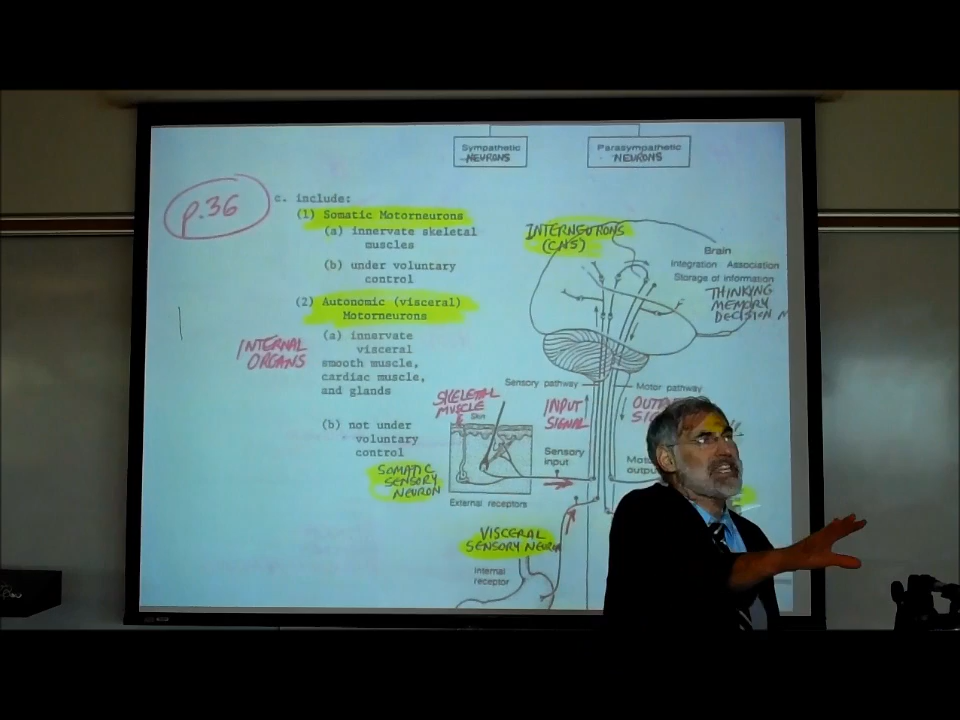 Sympathetic
NEURONS
Parasympathetic
NEURONS
p.36
c. include:
(1) Somatic Motorneurons
(a) innervate skeletal
muscles
(b) under voluntary
control
(2) Autonomic (visceral)
Motorneurons
(a) innervate
visceral
smooth muscle,
cardiac muscle,
and glands
INTERNAL
ORGANS
(b) not under
voluntary
control
INTERNEURONS
(CNS)
Brain
Integration Association
Storage of information
THINKING
MEMORY
DECISION M
Sensory pathway
Motor pathway
SKELETAL
MUSCLE
Skin
INPUT
SIGNAL
Sensory
input
SOMATIC
SENSORY
NEURON
External receptors
VISCERAL
SENSORY NEURON
Internal
receptor